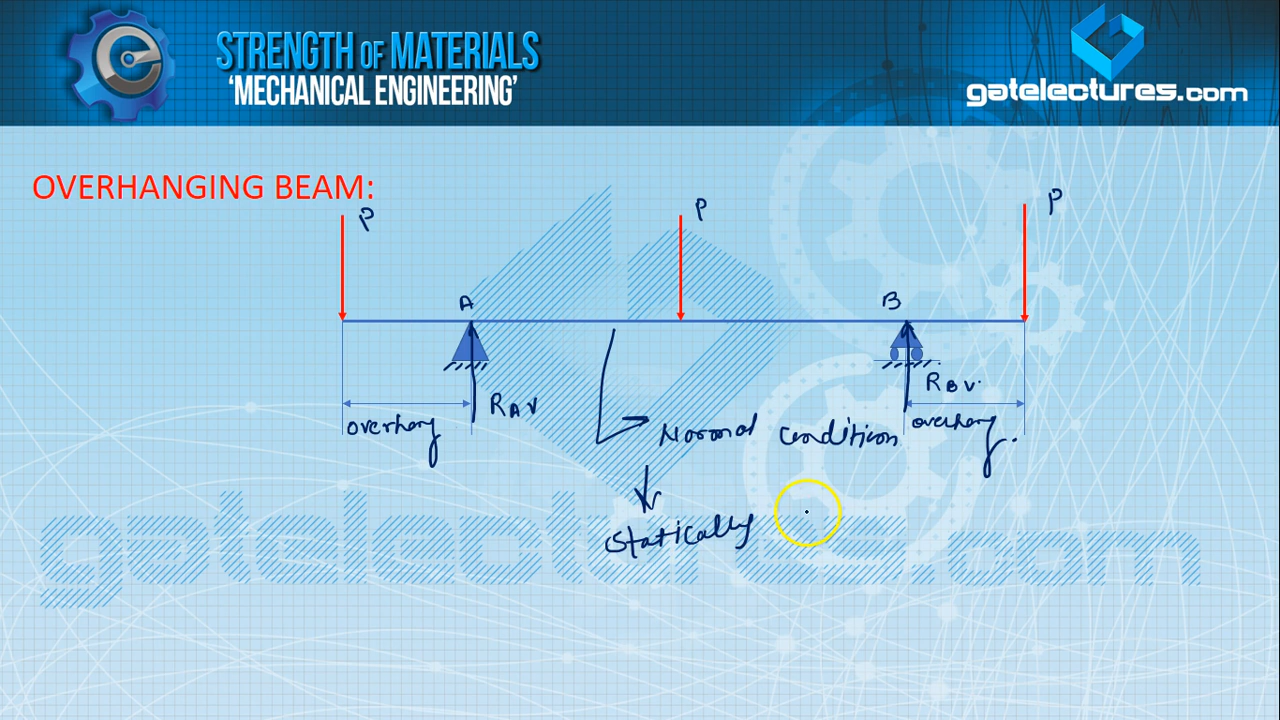 STRENGTH OF MATERIALS
'MECHANICAL ENGINEERING'
gatelectures.com
OVERHANGING BEAM:
P
P
P
A
B
RAV
RBV.
overhang
overhang.
Normal Condition
Statically
gatelectures.com